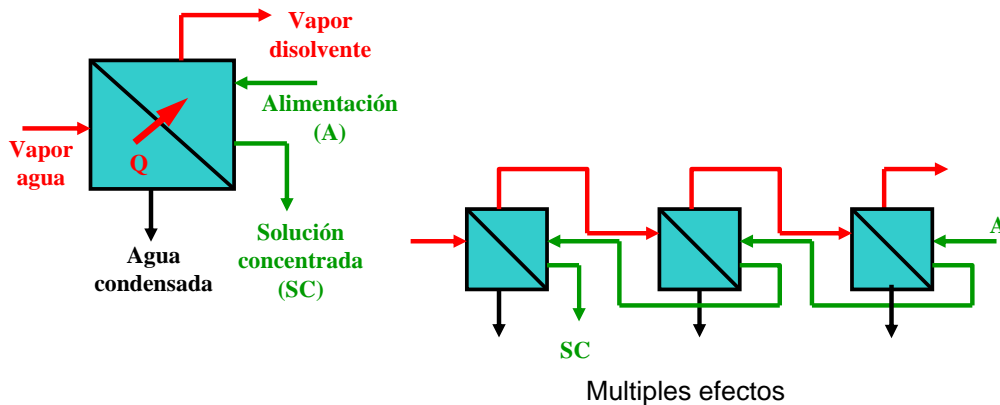 Vapor
disolvente
Alimentación
(A)
Vapor
agua
Q
Agua
condensada
Solución
concentrada
(SC)
A
SC
Multiples efectos